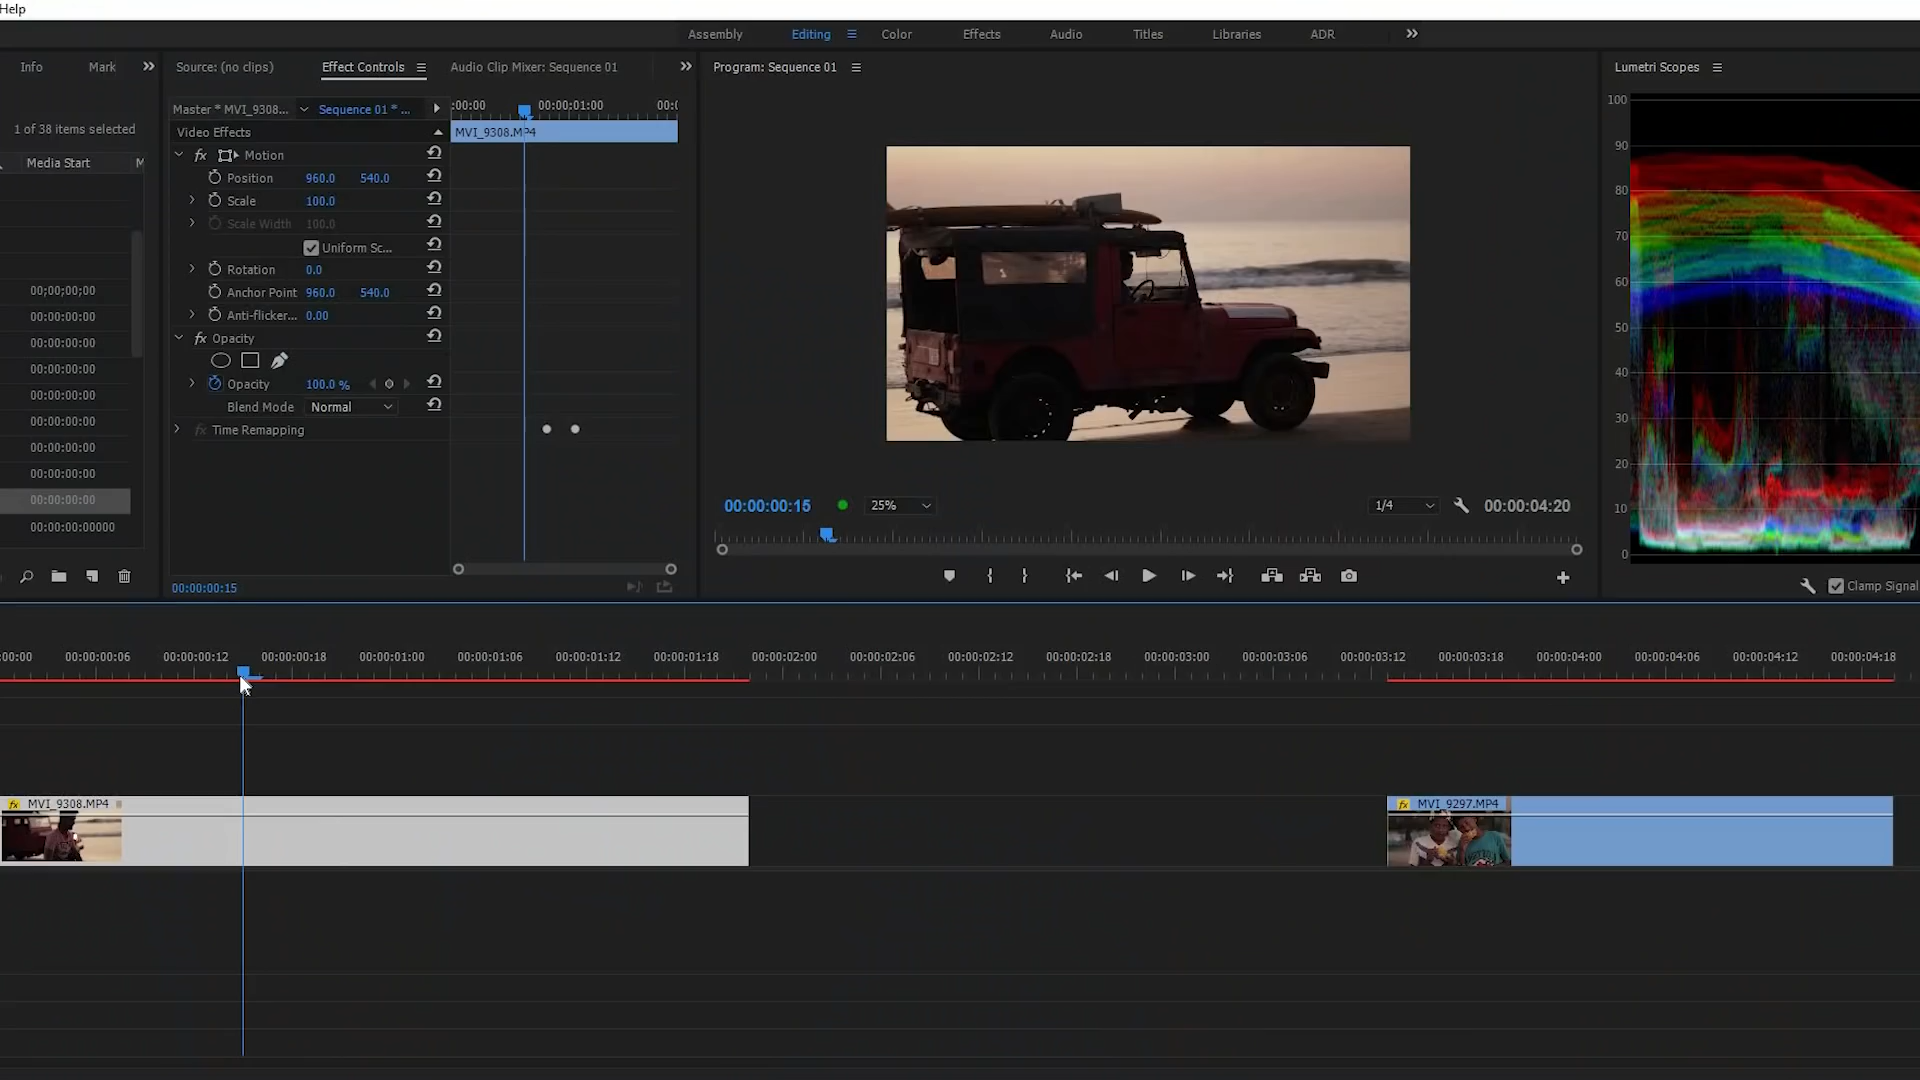 Help
Assembly Editing Color Effects Audio Titles Libraries ADR
Info Mark
Source: (no clips) Effect Controls Audio Clip Mixer: Sequence 01
Program: Sequence 01
Lumetri Scopes
1 of 38 items selected
Media Start M
00;00;00;00
00:00:00:00
00:00:00:00
00:00:00:00
00:00:00:00
00:00:00:00
00:00:00:00
00:00:00:00
00:00:00:00
00:00:00:00000
Master * MVI_9308... Sequence 01 * ...
:00:00 00:00:01:00 00:(
Video Effects
MVI_9308.MP4
fx Motion
Position 960.0 540.0
Scale 100.0
Scale Width 100.0
Uniform Sc...
Rotation 0.0
Anchor Point 960.0 540.0
Anti-flicker... 0.00
fx Opacity
Opacity 100.0 %
Blend Mode Normal
fx Time Remapping
00:00:00:15
00:00:00:15 25% 1/4 00:00:04:20
100
90
80
70
60
50
40
30
20
10
0
Clamp Signal
:00:00 00:00:00:06 00:00:00:12 00:00:00:18 00:00:01:00 00:00:01:06 00:00:01:12 00:00:01:18 00:00:02:00 00:00:02:06 00:00:02:12 00:00:02:18 00:00:03:00 00:00:03:06 00:00:03:12 00:00:03:18 00:00:04:00 00:00:04:06 00:00:04:12 00:00:04:18
fx MVI_9308.MP4
fx MVI_9297.MP4